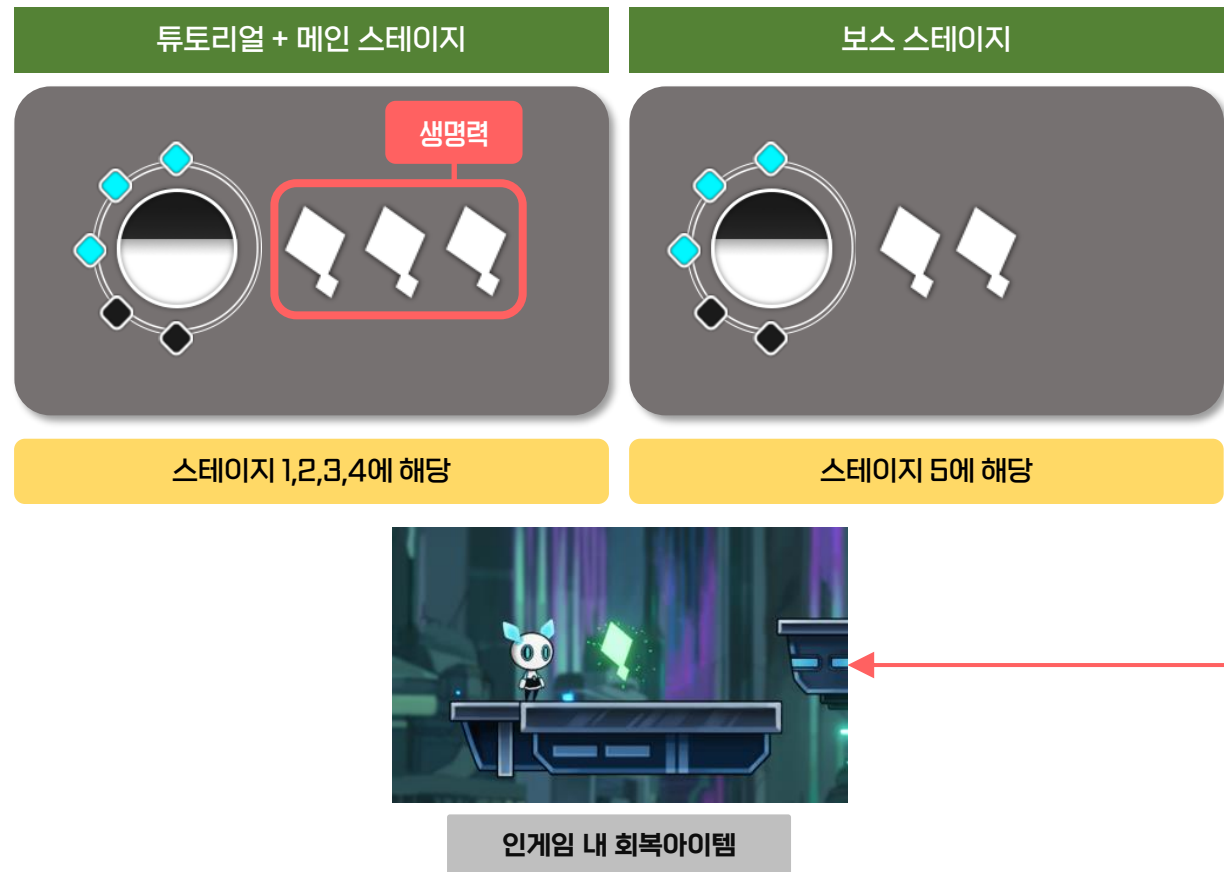 튜토리얼 + 메인 스테이지
보스 스테이지
생명력
스테이지 1,2,3,4에 해당
스테이지 5에 해당
인게임 내 회복아이템